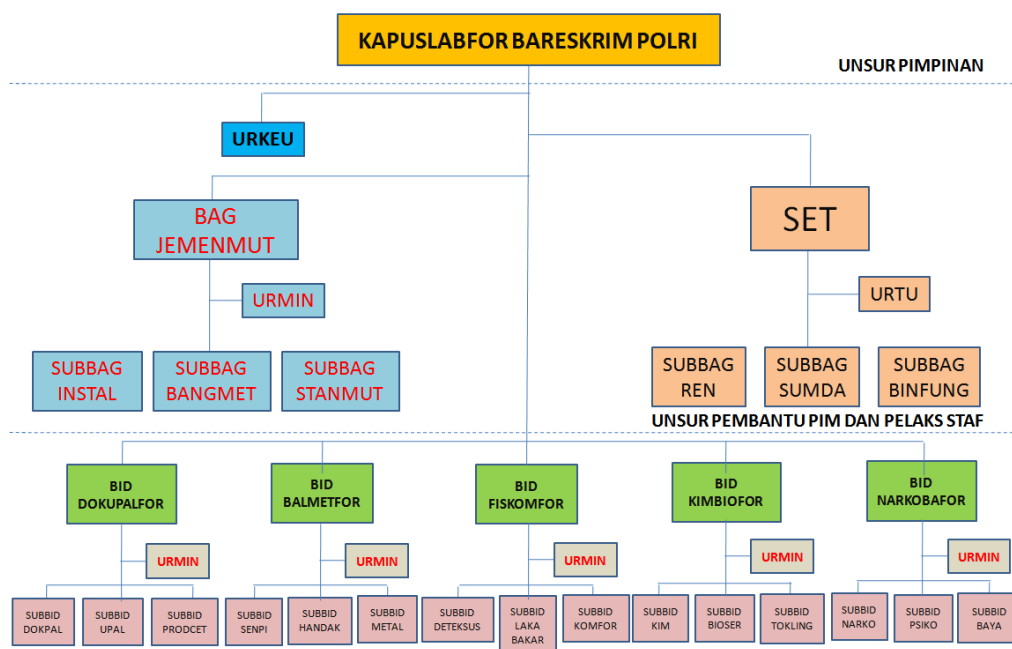 KAPUSLABFOR BARESKRIM POLRI
UNSUR PIMPINAN
URKEU
BAG
JEMENMUT
SET
URMIN
URTU
SUBBAG
INSTAL
SUBBAG
BANGMET
SUBBAG
STANMUT
SUBBAG
REN
SUBBAG
SUMDA
SUBBAG
BINFUNG
UNSUR PEMBANTU PIM DAN PELAKS STAF
BID
DOKUPALFOR
BID
BALMETFOR
BID
FISKOMFOR
BID
KIMBIOFOR
BID
NARKOBAFOR
URMIN
URMIN
URMIN
URMIN
URMIN
SUBBID
DOKPAL
SUBBID
UPAL
SUBBID
PRODCET
SUBBID
SENPI
SUBBID
HANDAK
SUBBID
METAL
SUBBID
DETEKSUS
SUBBID
LAKA
BAKAR
SUBBID
KOMFOR
SUBBID
KIM
SUBBID
BIOSER
SUBBID
TOKLING
SUBBID
NARKO
SUBBID
PSIKO
SUBBID
BAYA